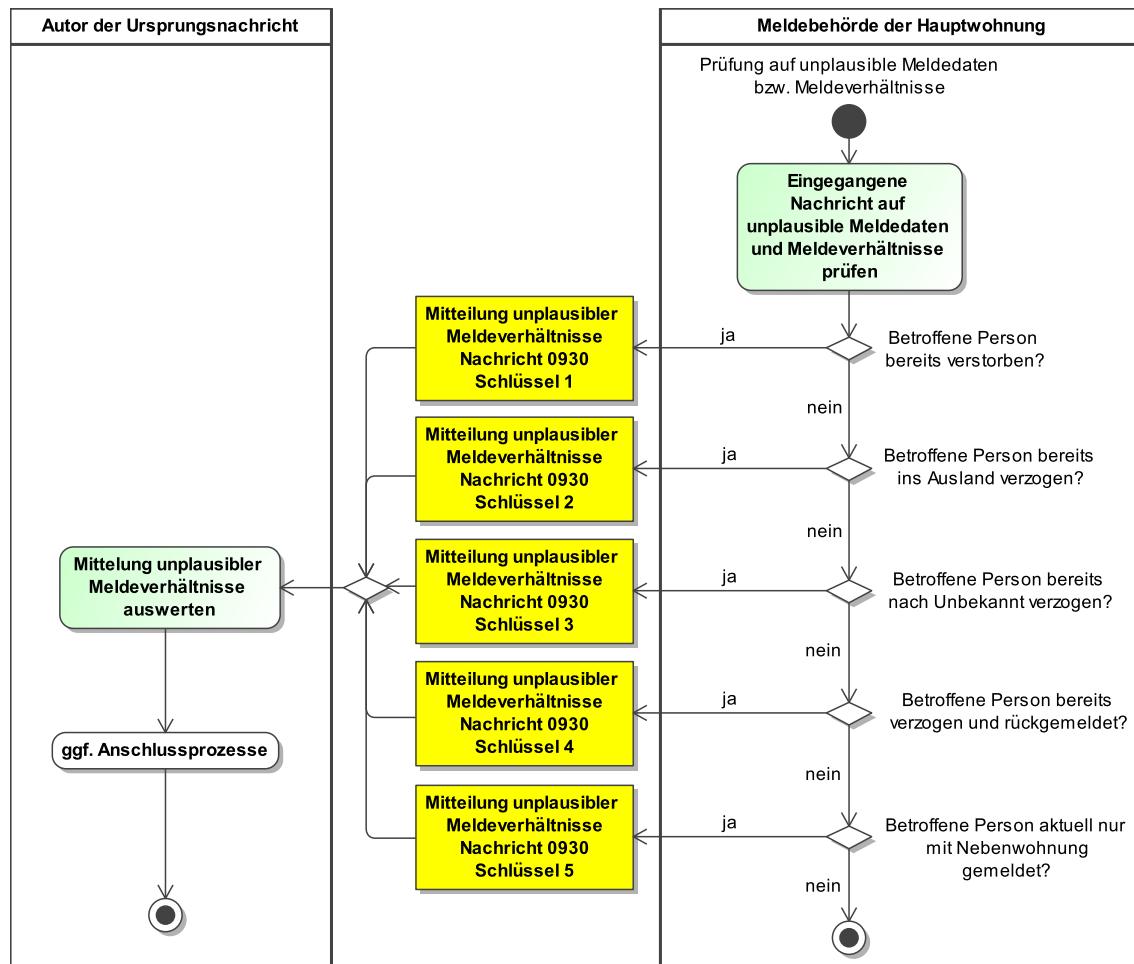 Autor der Ursprungsnachricht
Meldebehörde der Hauptwohnung
Prüfung auf unplausible Meldedaten
bzw. Meldeverhältnisse
Eingegangene
Nachricht auf
unplausible Meldedaten
und Meldeverhältnisse
prüfen
Mitteilung unplausibler
Meldeverhältnisse
Nachricht 0930
Schlüssel 1
ja
Betroffene Person
bereits verstorben?
nein
Mitteilung unplausibler
Meldeverhältnisse
Nachricht 0930
Schlüssel 2
ja
Betroffene Person bereits
ins Ausland verzogen?
nein
Mittelung unplausibler
Meldeverhältnisse
auswerten
Mitteilung unplausibler
Meldeverhältnisse
Nachricht 0930
Schlüssel 3
ja
Betroffene Person bereits
nach Unbekannt verzogen?
nein
Mitteilung unplausibler
Meldeverhältnisse
Nachricht 0930
Schlüssel 4
ja
Betroffene Person bereits
verzogen und rückgemeldet?
ggf. Anschlussprozesse
nein
Mitteilung unplausibler
Meldeverhältnisse
Nachricht 0930
Schlüssel 5
ja
Betroffene Person aktuell nur
mit Nebenwohnung
gemeldet?
nein